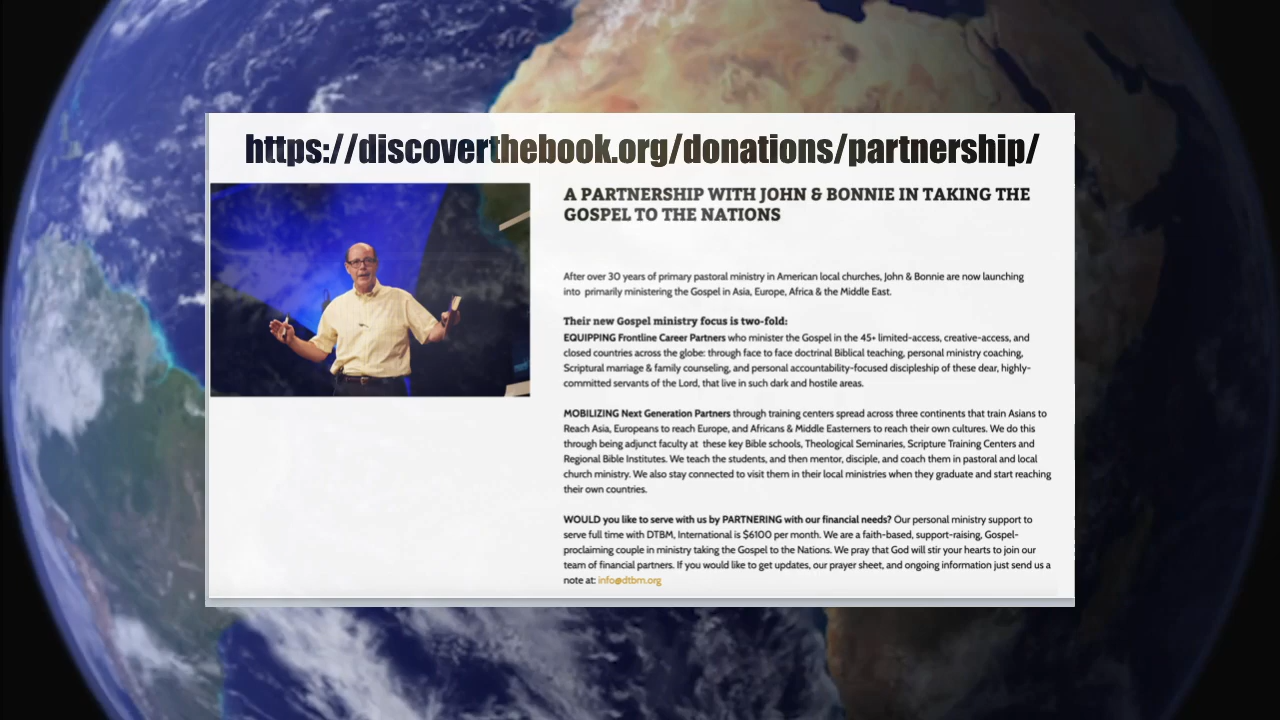 https://discoverthebook.org/donations/partnership/
A PARTNERSHIP WITH JOHN & BONNIE IN TAKING THE
GOSPEL TO THE NATIONS
After over 30 years of primary pastoral ministry in American local churches, John & Bonnie are now launching
into primarily ministering the Gospel in Asia, Europe, Africa & the Middle East.
Their new Gospel ministry focus is two-fold:
EQUIPPING Frontline Career Partners who minister the Gospel in the 45+ limited-access, creative-access, and
closed countries across the globe: through face to face doctrinal Biblical teaching, personal ministry coaching,
Scriptural marriage & family counseling, and personal accountability-focused discipleship of these dear, highly-
committed servants of the Lord, that live in such dark and hostile areas.
MOBILIZING Next Generation Partners through training centers spread across three continents that train Asians to
Reach Asia, Europeans to reach Europe, and Africans & Middle Easterners to reach their own cultures. We do this
through being adjunct faculty at these key Bible schools, Theological Seminaries, Scripture Training Centers and
Regional Bible Institutes. We teach the students, and then mentor, disciple, and coach them in pastoral and local
church ministry. We also stay connected to visit them in their local ministries when they graduate and start reaching
their own countries.
WOULD you like to serve with us by PARTNERING with our financial needs? Our personal ministry support to
serve full time with DTBM, International is $6100 per month. We are a faith-based, support-raising, Gospel-
proclaiming couple in ministry taking the Gospel to the Nations. We pray that God will stir your hearts to join our
team of financial partners. If you would like to get updates, our prayer sheet, and ongoing information just send us a
note at: info@dtbm.org